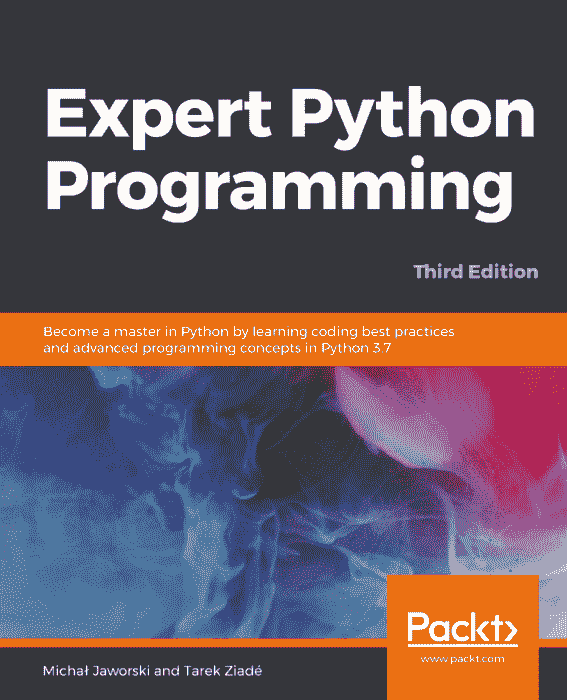 Expert Python
Programming
Third Edition
Become a master in Python by learning coding best practices
and advanced programming concepts in Python 3.7
Packt>
www.packt.com
Michał Jaworski and Tarek Ziadé